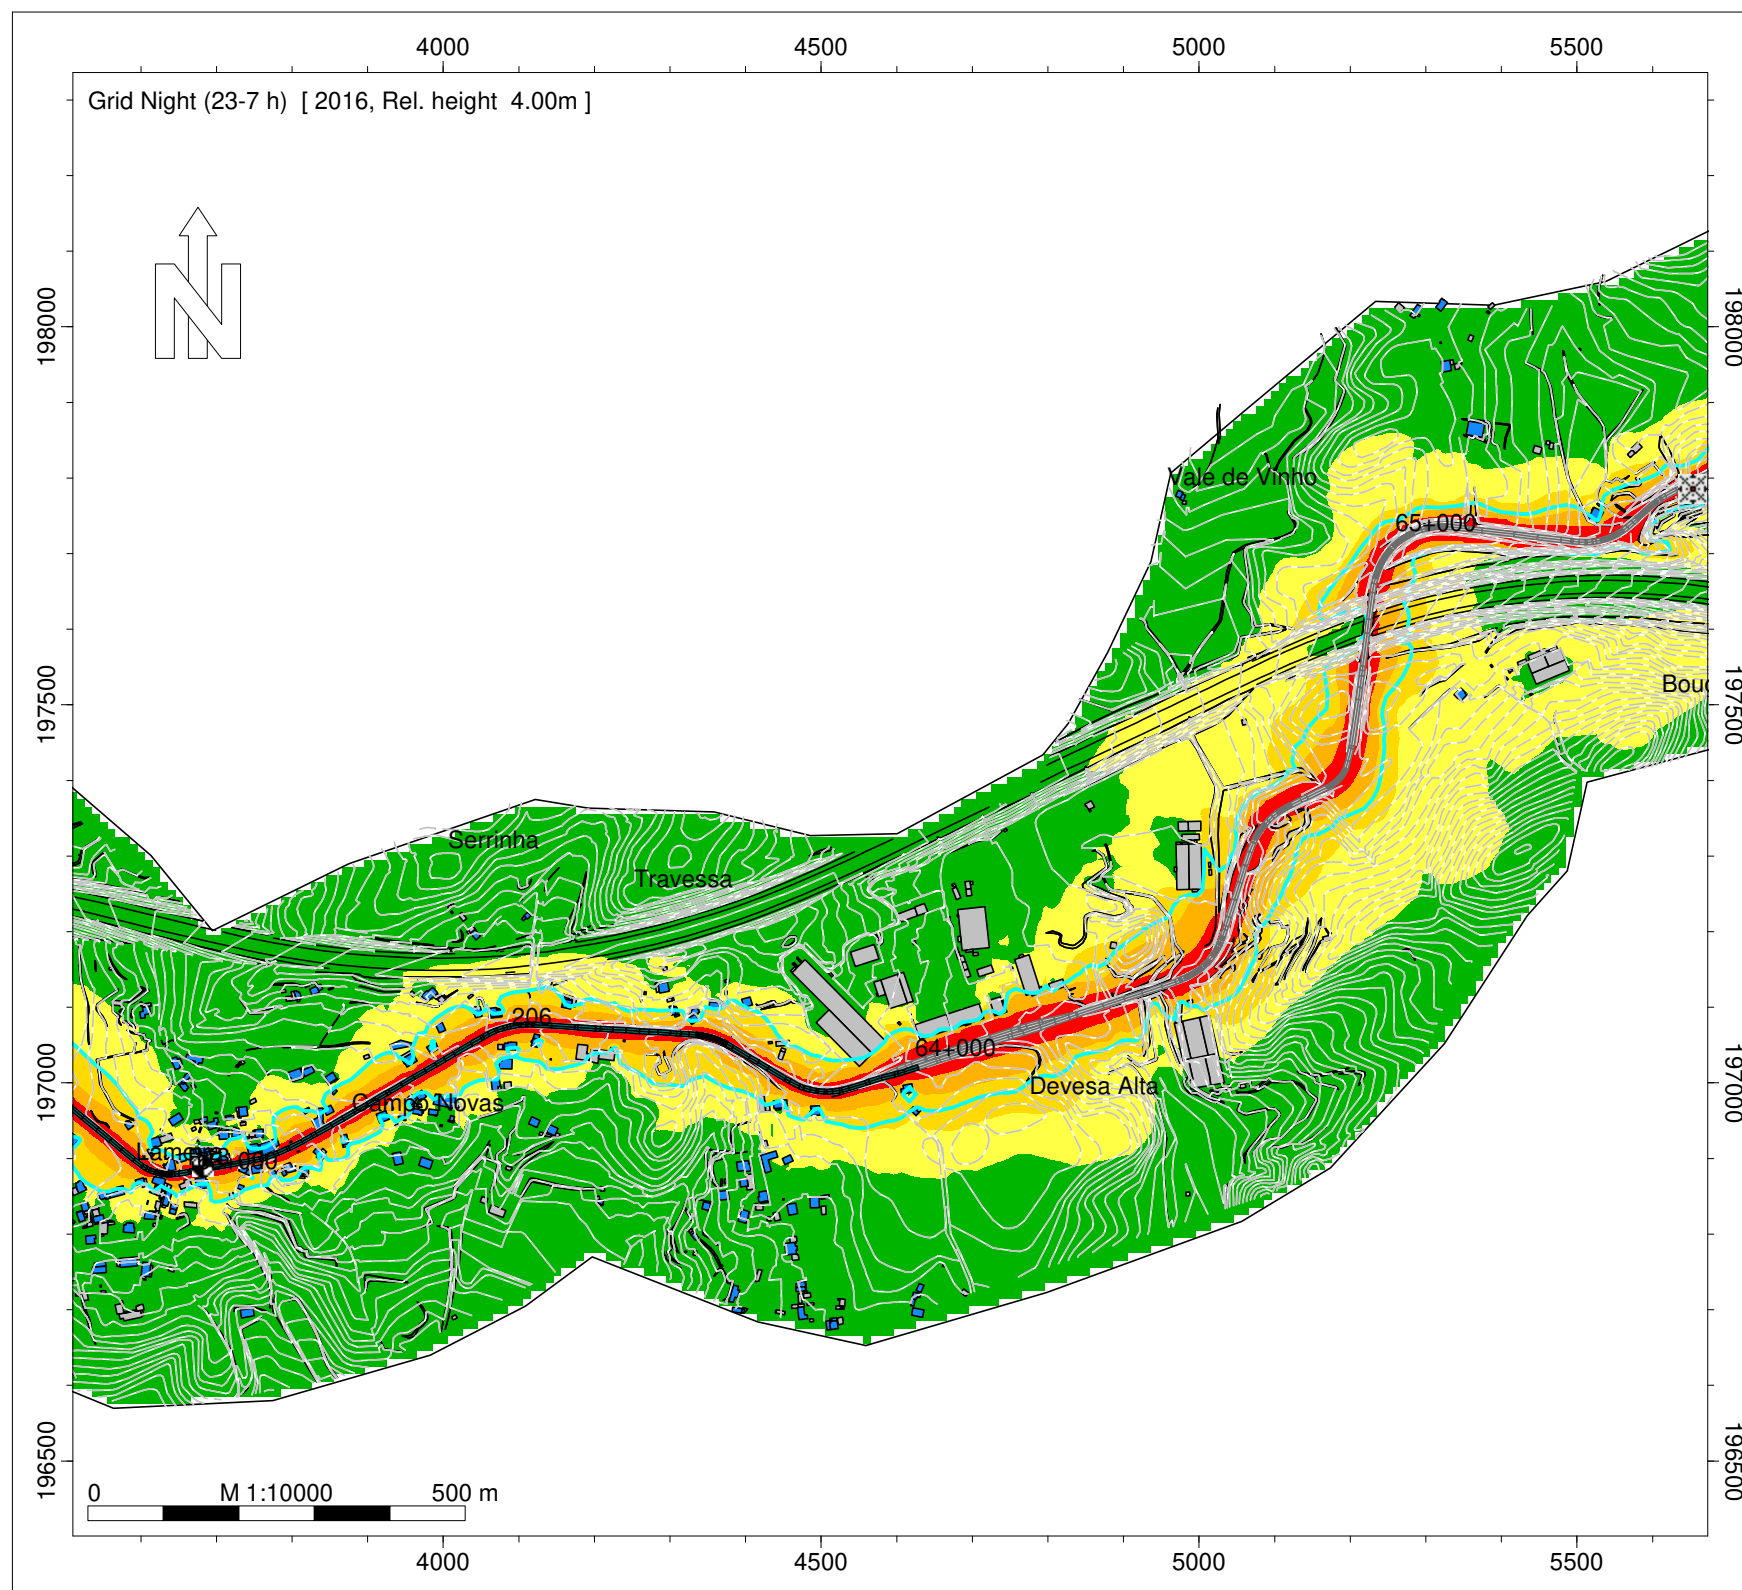 4000 4500 5000 5500
Grid Night (23-7 h) [ 2016, Rel. height 4.00m ]
N
198000 198000
Vale de Vinho
65+000
197500 197500
Serrinha
Travessa
206
64+000
Devesa Alta
197000 197000
Campo Novas
0 M 1:10000 500 m
196500 196500
4000 4500 5000 5500